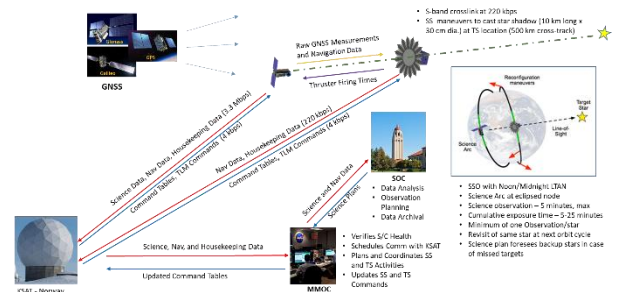 Glonass
GPS
Galileo
GNSS
Raw GNSS Measurements
and Navigation Data
Thruster Firing Times
• S-band crosslink at 220 kbps
• SS maneuvers to cast star shadow (10 km long x
30 cm dia.) at TS location (500 km cross-track)
Reconfiguration
maneuvers
Target
Star
Line-of-
Sight
Science
Arc
Science Data, Nav Data, Housekeeping Data (3.3 Mbps)
Command Tables, TLM Commands (4 kbps)
Nav Data, Housekeeping Data (220 kbps)
Command Tables, TLM Commands (4 kbps)
SOC
• Data Analysis
• Observation
Planning
• Data Archival
Science and Nav Data
Science Plans
• SSO with Noon/Midnight LTAN
• Science Arc at eclipsed node
• Science observation – 5 minutes, max
• Cumulative exposure time – 5-25 minutes
• Minimum of one Observation/star
• Revisit of same star at next orbit cycle
• Science plan foresees backup stars in case
of missed targets
Science, Nav, and Housekeeping Data
Updated Command Tables
• Verifies S/C Health
• Schedules Comm with KSAT
• Plans and Coordinates SS
and TS Activities
• Updates SS and TS
Commands
MMOC
KSAT - Norway